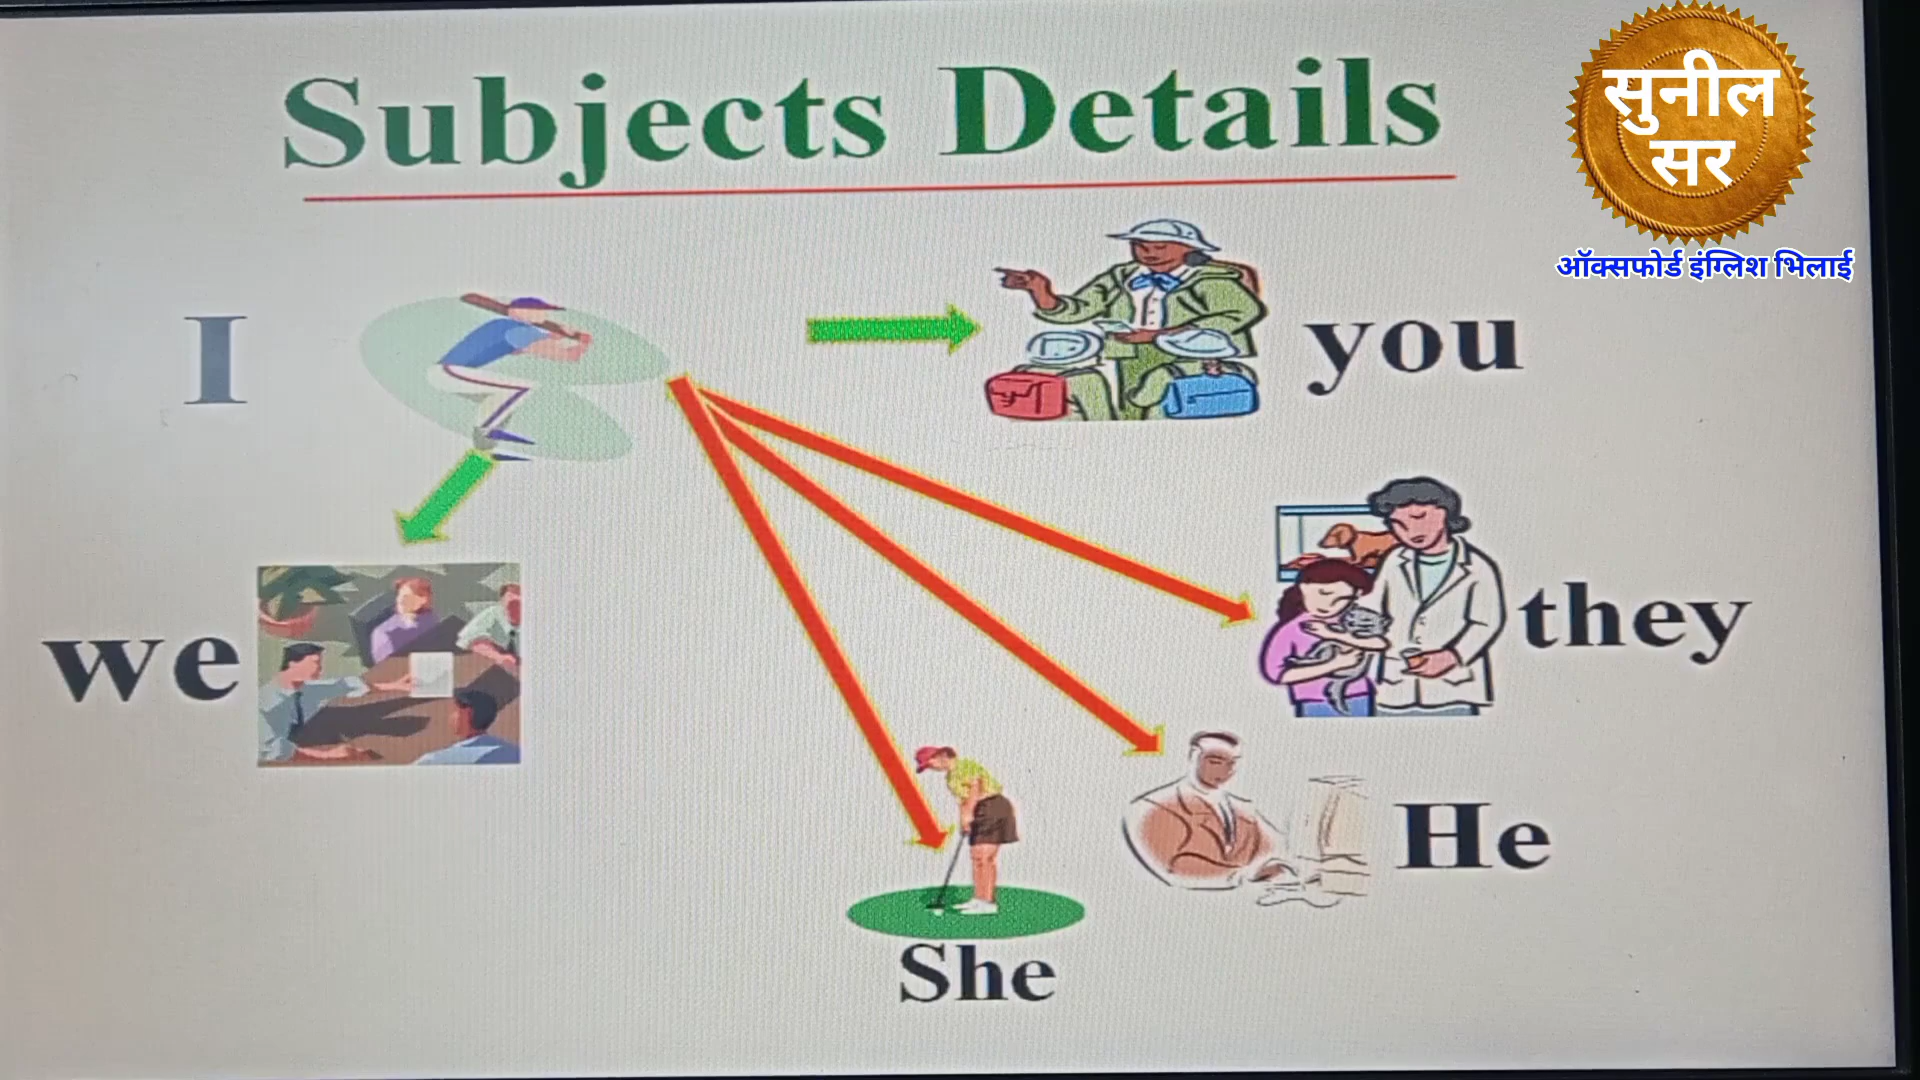 Subjects Details
सुनील
सर
ऑक्सफोर्ड इंग्लिश भिलाई
I
you
we
they
He
She